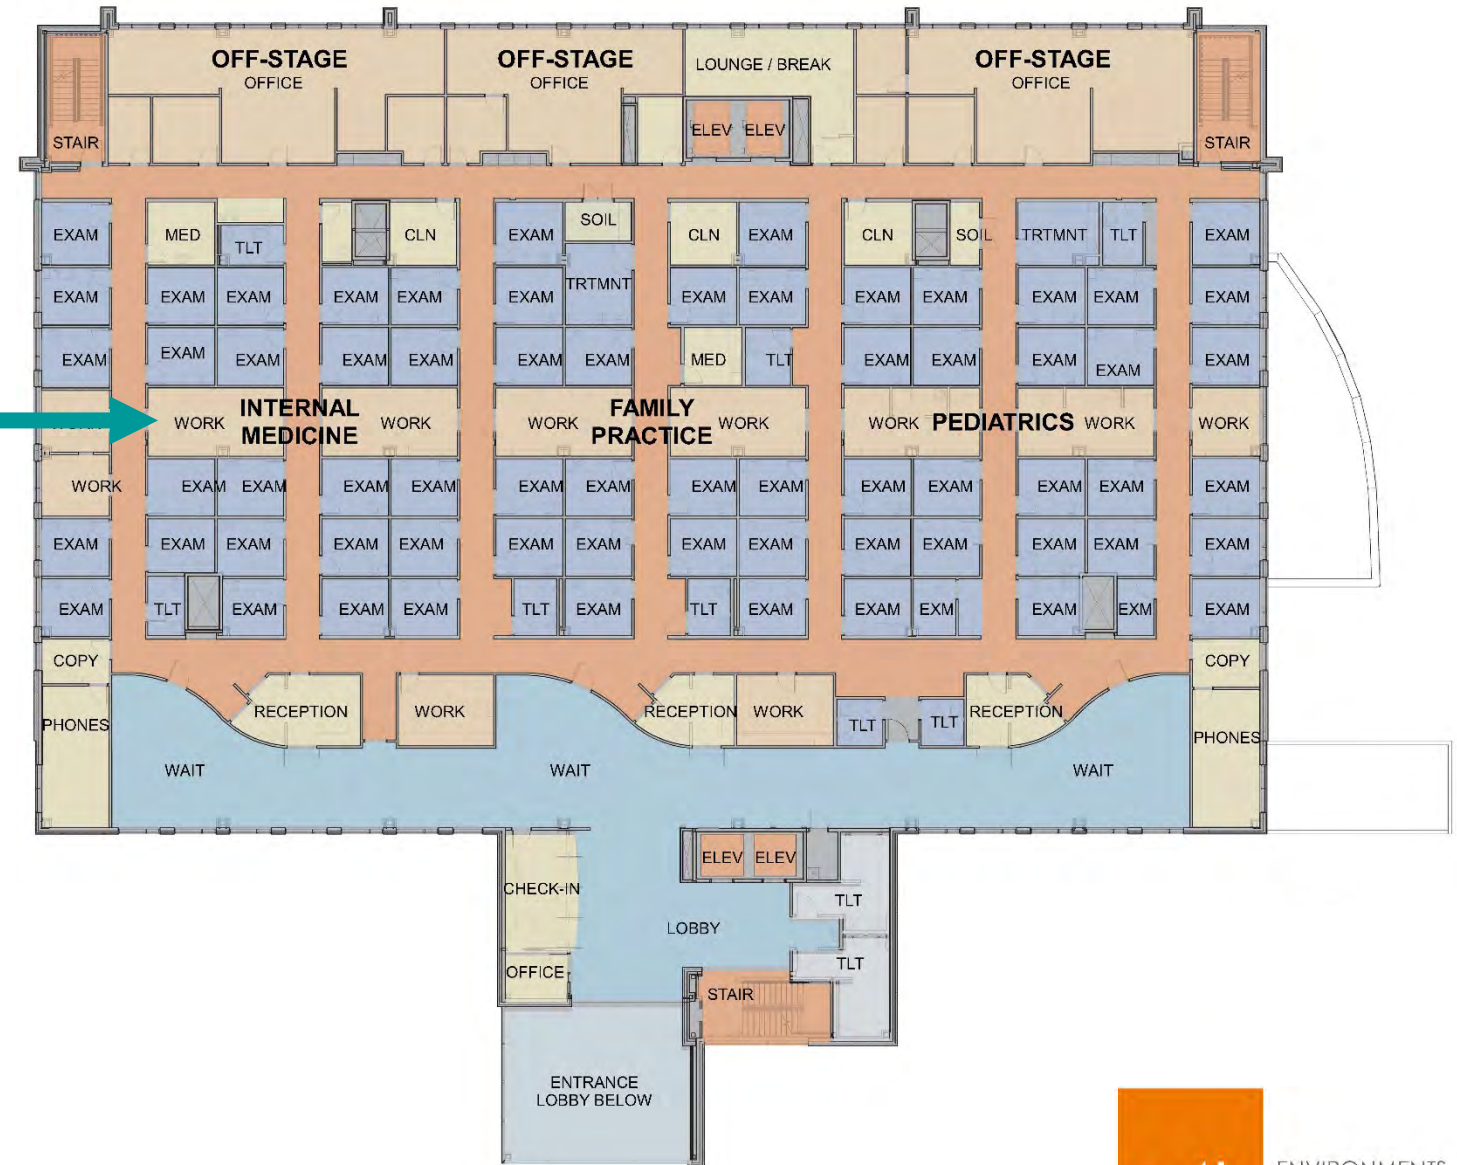 OFF-STAGE OFF-STAGE OFF-STAGE
OFFICE OFFICE LOUNGE / BREAK OFFICE
STAIR ELEV ELEV STAIR
EXAM MED TLT CLN EXAM SOIL CLN EXAM CLN SOIL TRTMNT TLT EXAM
EXAM EXAM EXAM EXAM EXAM EXAM TRTMNT EXAM EXAM EXAM EXAM EXAM EXAM EXAM
EXAM EXAM EXAM EXAM EXAM EXAM EXAM MED TLT EXAM EXAM EXAM EXAM EXAM
WORK INTERNAL WORK WORK FAMILY WORK WORK PEDIATRICS WORK WORK
MEDICINE PRACTICE
WORK EXAM EXAM EXAM EXAM EXAM EXAM EXAM EXAM EXAM EXAM EXAM EXAM EXAM
EXAM EXAM EXAM EXAM EXAM EXAM EXAM EXAM EXAM EXAM EXAM EXAM EXAM EXAM
EXAM TLT EXAM EXAM EXAM TLT EXAM TLT EXAM EXAM EXM EXAM EXM EXAM
COPY COPY
PHONES RECEPTION WORK RECEPTION WORK TLT TLT RECEPTION PHONES
WAIT WAIT WAIT
ELEV ELEV
CHECK-IN TLT
LOBBY
OFFICE TLT
STAIR
ENTRANCE
LOBBY BELOW